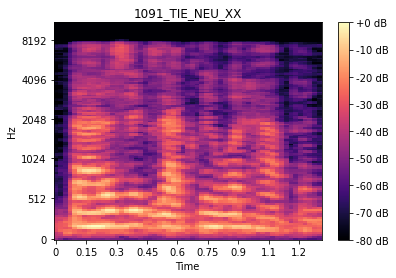 1091_TIE_NEU_XX
8192
4096
2048
1024
512
0
Hz
0 0.15 0.3 0.45 0.6 0.75 0.9 1.1 1.2
Time
+0 dB
-10 dB
-20 dB
-30 dB
-40 dB
-50 dB
-60 dB
-70 dB
-80 dB